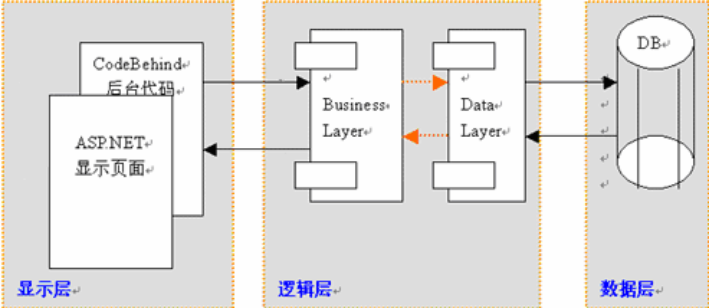 CodeBehind
后台代码
ASP.NET
显示页面
显示层
Business
Layer
Data
Layer
逻辑层
DB
数据层